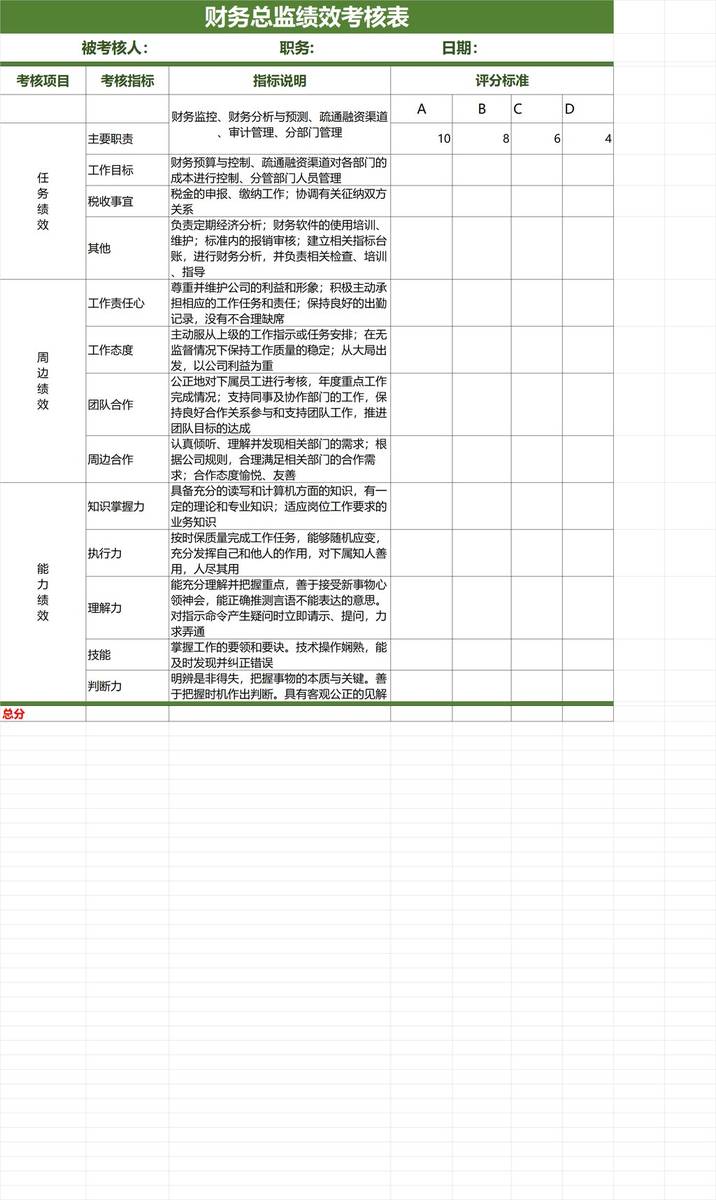 财务总监绩效考核表
被考核人： 职务: 日期：
考核项目 考核指标 指标说明 评分标准
A B C D
财务监控、财务分析与预测、疏通融资渠道
、审计管理、分部门管理
主要职责 10 8 6 4
任务绩效
工作目标
财务预算与控制、疏通融资渠道对各部门的
成本进行控制、分管部门人员管理
税收事宜
税金的申报、缴纳工作；协调有关征纳双方
关系
其他
负责定期经济分析；财务软件的使用培训、
维护；标准内的报销审核；建立相关指标台
账，进行财务分析，并负责相关检查、培训
、指导
周边绩效
工作责任心
尊重并维护公司的利益和形象；积极主动承
担相应的工作任务和责任；保持良好的出勤
记录，没有不合理缺席
工作态度
主动服从上级的工作指示或任务安排；在无
监督情况下保持工作质量的稳定；从大局出
发，以公司利益为重
团队合作
公正地对下属员工进行考核，年度重点工作
完成情况；支持同事及协作部门的工作，保
持良好合作关系参与和支持团队工作，推进
团队目标的达成
周边合作
认真倾听、理解并发现相关部门的需求；根
据公司规则，合理满足相关部门的合作需
求；合作态度愉悦、友善
能力绩效
知识掌握力
具备充分的读写和计算机方面的知识，有一
定的理论和专业知识；适应岗位工作要求的
业务知识
执行力
按时保质量完成工作任务，能够随机应变，
充分发挥自己和他人的作用，对下属知人善
用，人尽其用
理解力
能充分理解并把握重点，善于接受新事物心
领神会，能正确推测言语不能表达的意思。
对指示命令产生疑问时立即请示、提问，力
求弄通
技能
掌握工作的要领和要诀。技术操作娴熟，能
及时发现并纠正错误
判断力
明辨是非得失，把握事物的本质与关键。善
于把握时机作出判断。具有客观公正的见解
总分